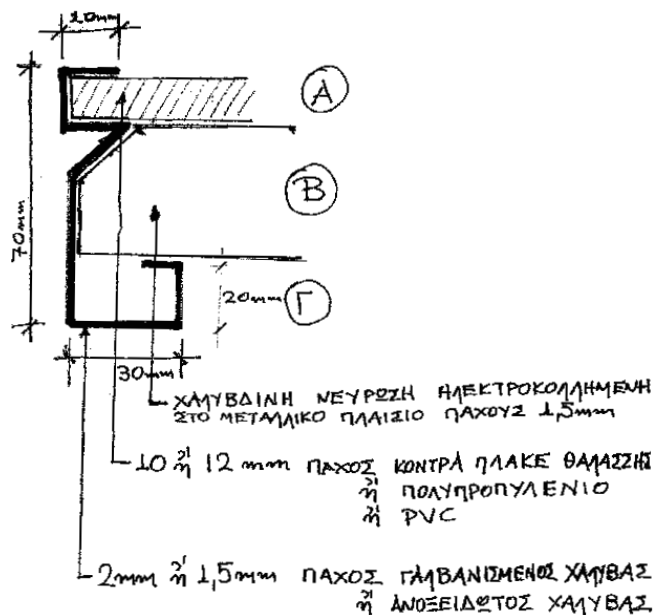 10mm
A
B
70mm
20mm
Γ
30mm
ΧΑΛΥΒΔΙΝΗ ΝΕΥΡΩΣΗ ΗΛΕΚΤΡΟΚΟΛΛΗΜΕΝΗ
ΣΤΟ ΜΕΤΑΛΛΙΚΟ ΠΛΑΙΣΙΟ ΠΑΧΟΥΣ 1,5mm
10 ἤ 12 mm ΠΑΧΟΣ ΚΟΝΤΡΑ ΠΛΑΚΕ ΘΑΛΑΣΣΗΣ
ἤ ΠΟΛΥΠΡΟΠΥΛΕΝΙΟ
ἤ PVC
2mm ἤ 1,5mm ΠΑΧΟΣ ΓΑΛΒΑΝΙΣΜΕΝΟΣ ΧΑΛΥΒΑΣ
ἤ ΑΝΟΞΕΙΔΩΤΟΣ ΧΑΛΥΒΑΣ